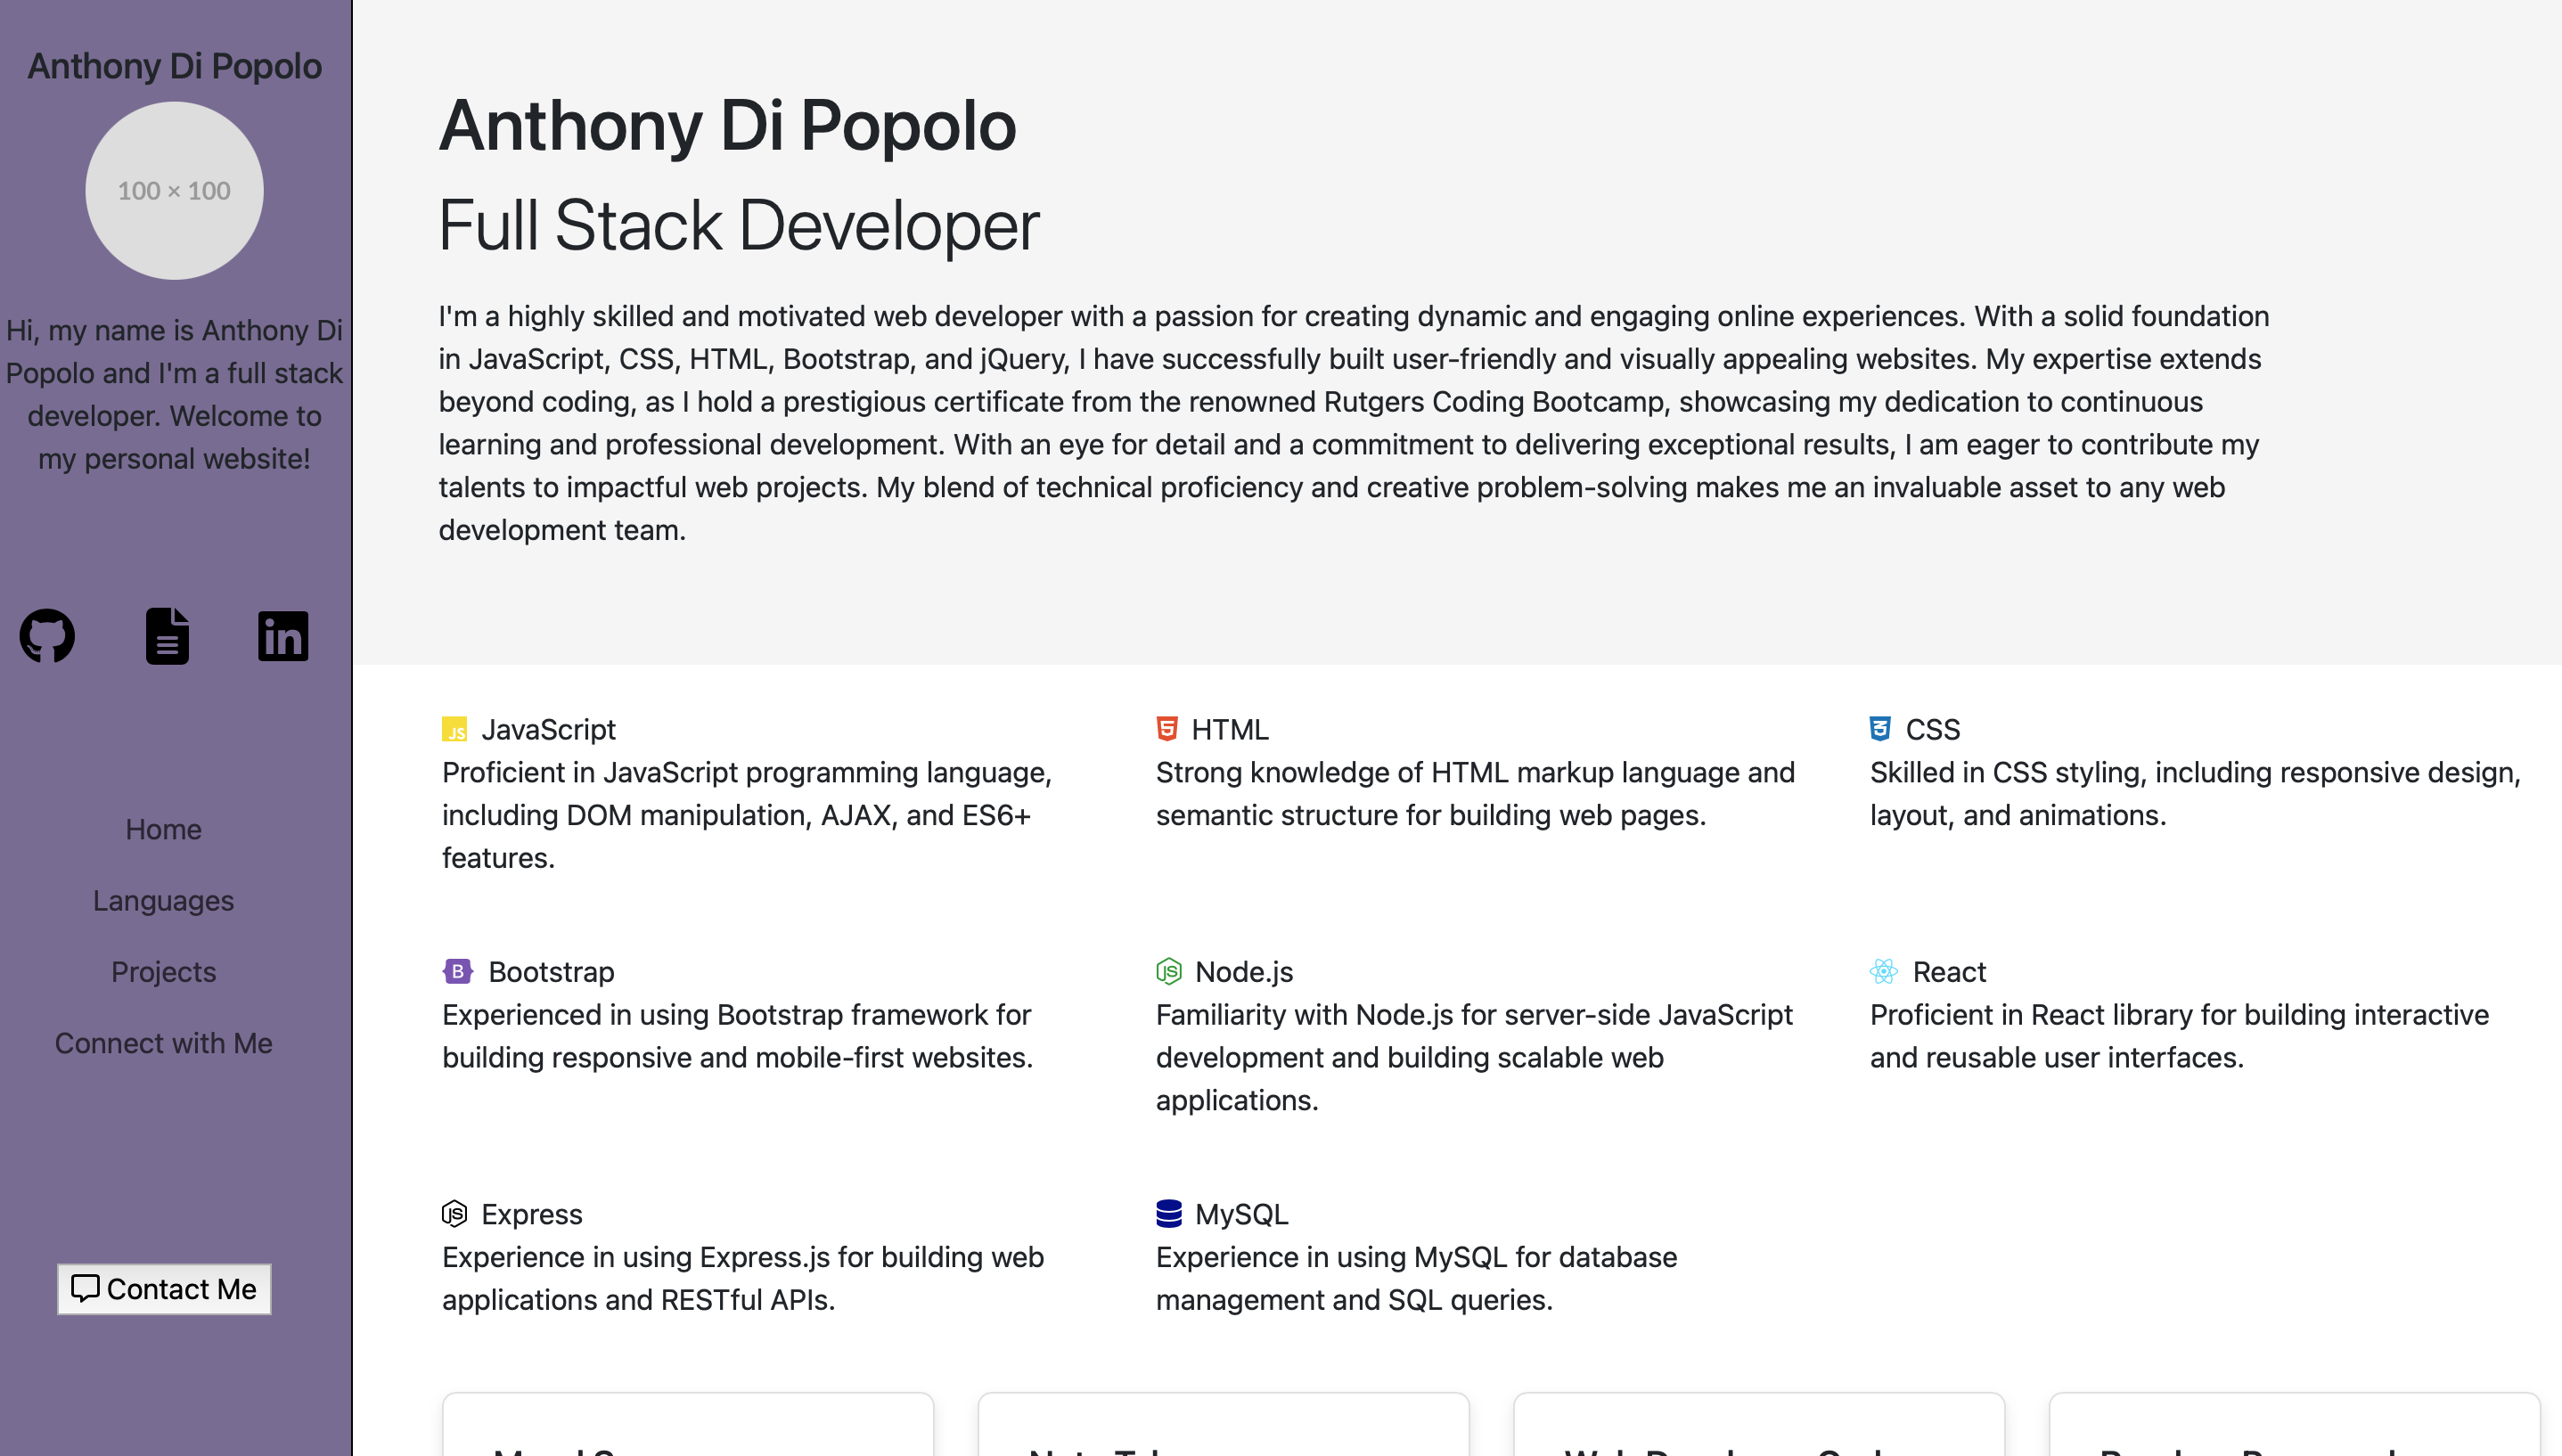 Anthony Di Popolo
100 × 100
Hi, my name is Anthony Di
Popolo and I'm a full stack
developer. Welcome to
my personal website!
in
Home
Languages
Projects
Connect with Me
Contact Me
Anthony Di Popolo
Full Stack Developer
I'm a highly skilled and motivated web developer with a passion for creating dynamic and engaging online experiences. With a solid foundation
in JavaScript, CSS, HTML, Bootstrap, and jQuery, I have successfully built user-friendly and visually appealing websites. My expertise extends
beyond coding, as I hold a prestigious certificate from the renowned Rutgers Coding Bootcamp, showcasing my dedication to continuous
learning and professional development. With an eye for detail and a commitment to delivering exceptional results, I am eager to contribute my
talents to impactful web projects. My blend of technical proficiency and creative problem-solving makes me an invaluable asset to any web
development team.
JS JavaScript
Proficient in JavaScript programming language,
including DOM manipulation, AJAX, and ES6+
features.
5 HTML
Strong knowledge of HTML markup language and
semantic structure for building web pages.
3 CSS
Skilled in CSS styling, including responsive design,
layout, and animations.
B Bootstrap
Experienced in using Bootstrap framework for
building responsive and mobile-first websites.
JS Node.js
Familiarity with Node.js for server-side JavaScript
development and building scalable web
applications.
React
Proficient in React library for building interactive
and reusable user interfaces.
JS Express
Experience in using Express.js for building web
applications and RESTful APIs.
MySQL
Experience in using MySQL for database
management and SQL queries.